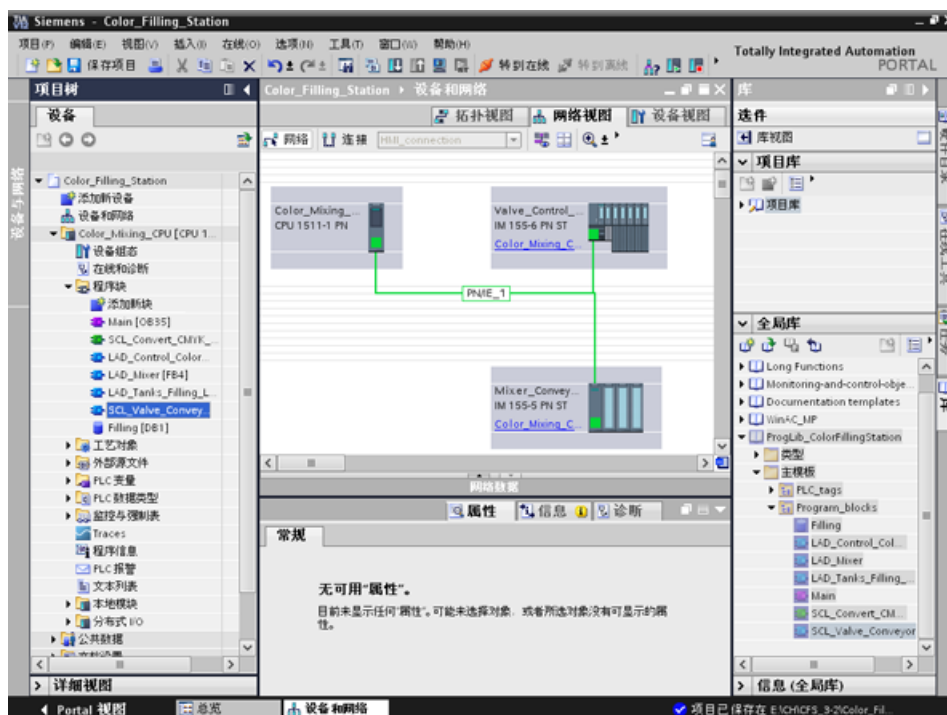 Siemens - Color_Filling_Station
项目(P) 编辑(E) 视图(V) 插入(I) 在线(O) 选项(N) 工具(T) 窗口(W) 帮助(H)
Totally Integrated Automation
PORTAL
保存项目 转到在线 转到离线
项目树
设备
设备与网络
Color_Filling_Station
添加新设备
设备和网络
Color_Mixing_CPU [CPU 1...
设备组态
在线和诊断
程序块
添加新块
Main [OB35]
SCL_Convert_CMYK_...
LAD_Control_Color...
LAD_Mixer [FB4]
LAD_Tanks_Filling_L...
SCL_Valve_Convey...
Filling [DB1]
工艺对象
外部源文件
PLC 变量
PLC 数据类型
监控与强制表
Traces
程序信息
PLC 报警
文本列表
本地模块
分布式 I/O
公共数据
详细视图
Color_Filling_Station 设备和网络
拓扑视图 网络视图 设备视图
网络 连接 HMI_connection
Color_Mixing_...
CPU 1511-1 PN
Valve_Control_...
IM 155-6 PN ST
Color_Mixing_C...
PN/IE_1
Mixer_Convey...
IM 155-5 PN ST
Color_Mixing_C...
网络数据
属性 信息 诊断
常规
无可用“属性”。
目前未显示任何“属性”。可能未选择对象，或者所选对象没有可显示的属
性。
库
选件
库视图
项目库
项目库
全局库
Long Functions
Monitoring-and-control-obje...
Documentation templates
WinAC_MP
ProgLib_ColorFillingStation
类型
主模板
PLC_tags
Program_blocks
Filling
LAD_Control_Col...
LAD_Mixer
LAD_Tanks_Filling_...
Main
SCL_Convert_CM...
SCL_Valve_Conveyor
信息 (全局库)
Portal 视图 总览 设备和网络
项目已保存在 E:\CH\CFS_3-2\Color_Fil...